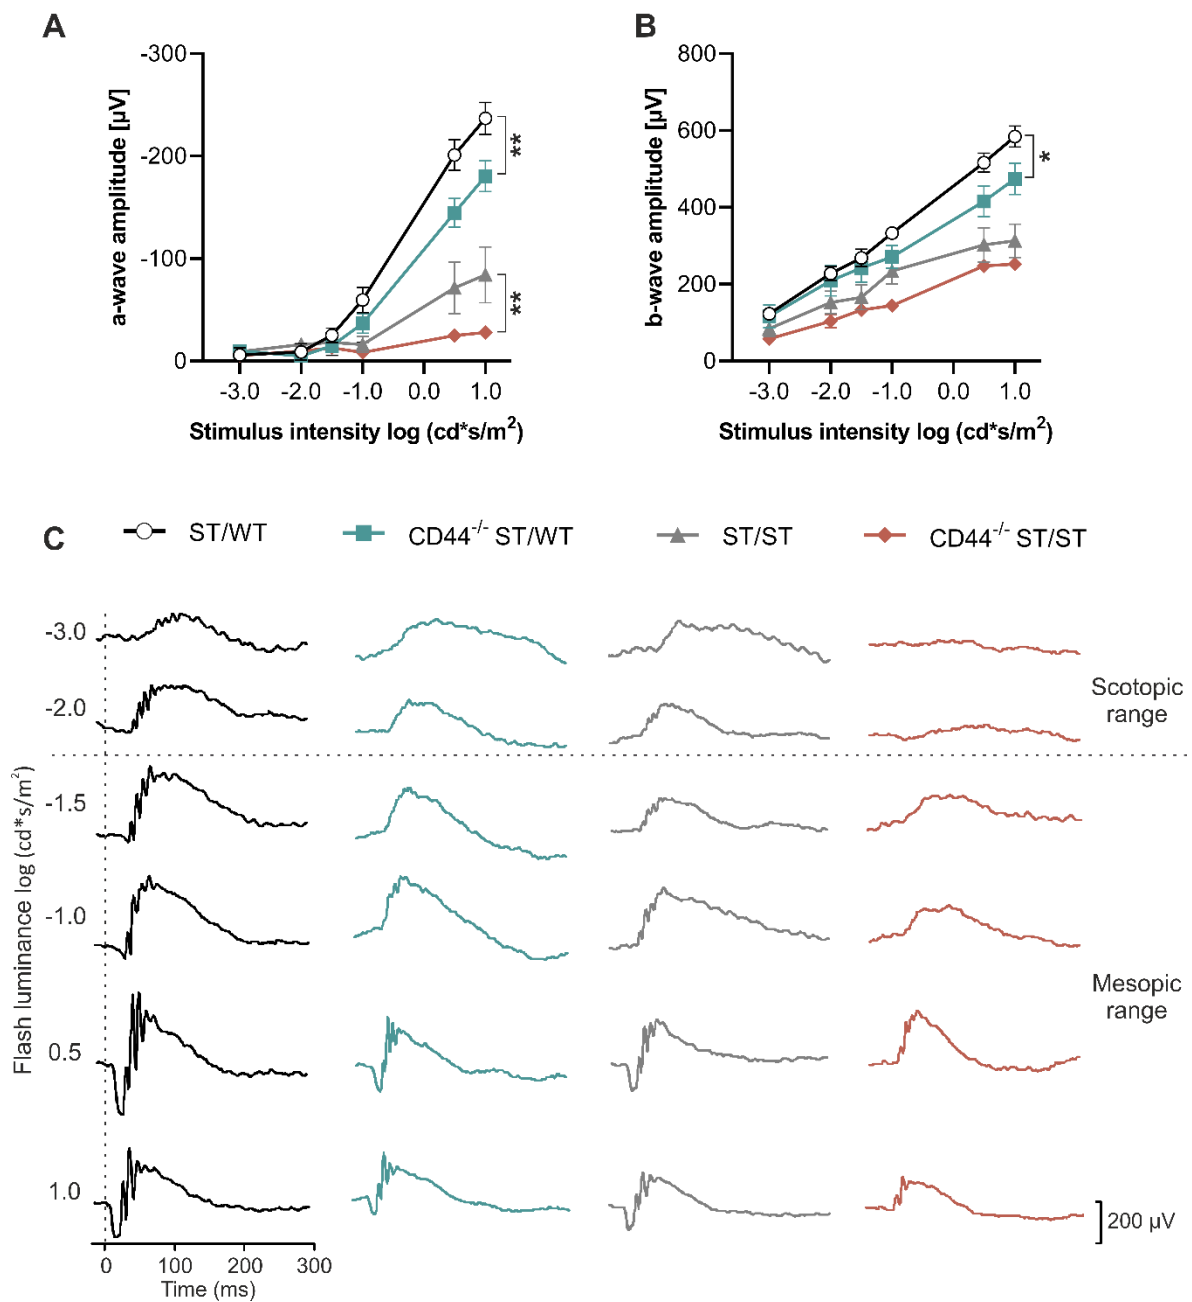 A
B
-300
-200
-100
0
a-wave amplitude [µV]
**
**
-3.0 -2.0 -1.0 0.0 1.0
Stimulus intensity log (cd*s/m²)
800
600
400
200
0
b-wave amplitude [µV]
*
-3.0 -2.0 -1.0 0.0 1.0
Stimulus intensity log (cd*s/m²)
C
ST/WT CD44⁻/⁻ ST/WT ST/ST CD44⁻/⁻ ST/ST
Flash luminance log (cd*s/m²)
-3.0
-2.0
Scotopic
range
-1.5
-1.0
Mesopic
range
0.5
1.0
200 µV
0 100 200 300
Time (ms)